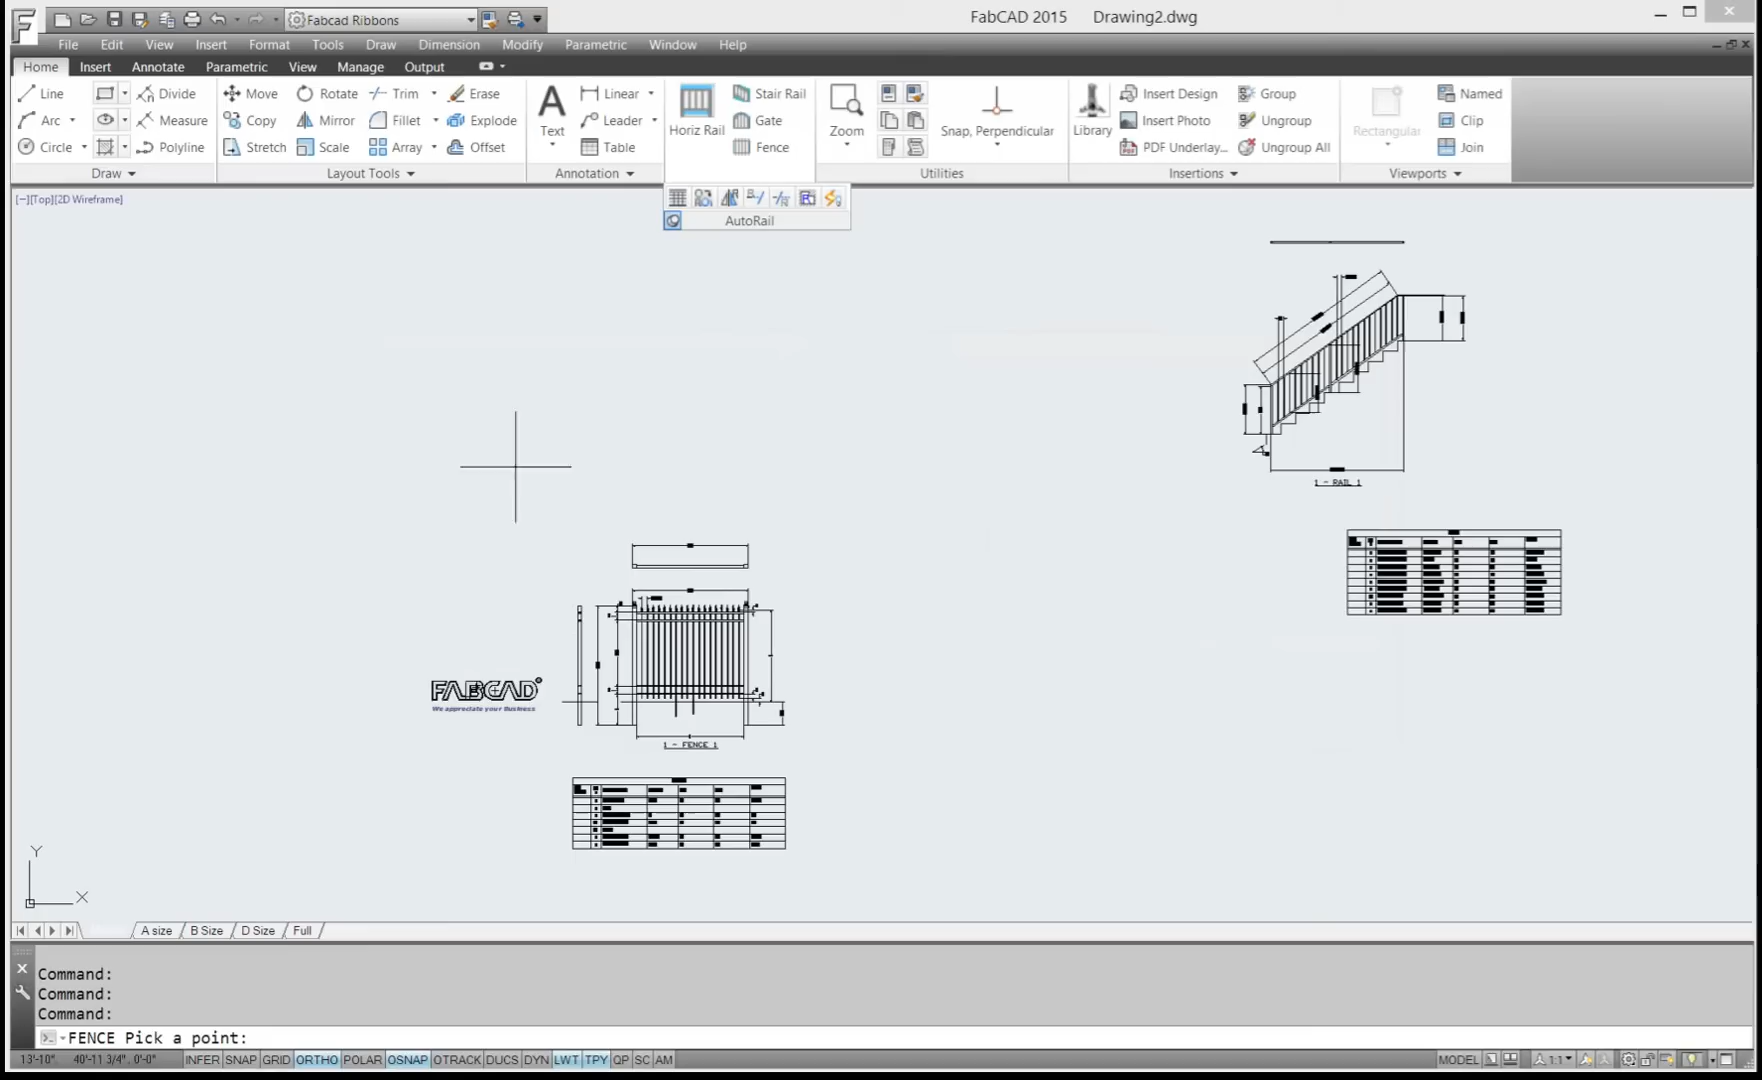 Fabcad Ribbons
FabCAD 2015 Drawing2.dwg
File Edit View Insert Format Tools Draw Dimension Modify Parametric Window Help
Home Insert Annotate Parametric View Manage Output
Line Divide Move Rotate Trim Erase Linear Stair Rail Insert Design Group Named
Arc Measure Copy Mirror Fillet Explode Text Leader Horiz Rail Gate Zoom Snap, Perpendicular Library Insert Photo Ungroup Rectangular Clip
Circle Polyline Stretch Scale Array Offset Table Fence PDF Underlay... Ungroup All Join
Draw Layout Tools Annotation Utilities Insertions Viewports
[−][Top][2D Wireframe]
AutoRail
1 - RAIL 1
FABCAD
We appreciate your Business
1 - FENCE 1
Y
X
A size B Size D Size Full
Command:
Command:
Command:
FENCE Pick a point:
13'-10", 40'-11 3/4", 0'-0" INFER SNAP GRID ORTHO POLAR OSNAP OTRACK DUCS DYN LWT TPY QP SC AM MODEL 1:1